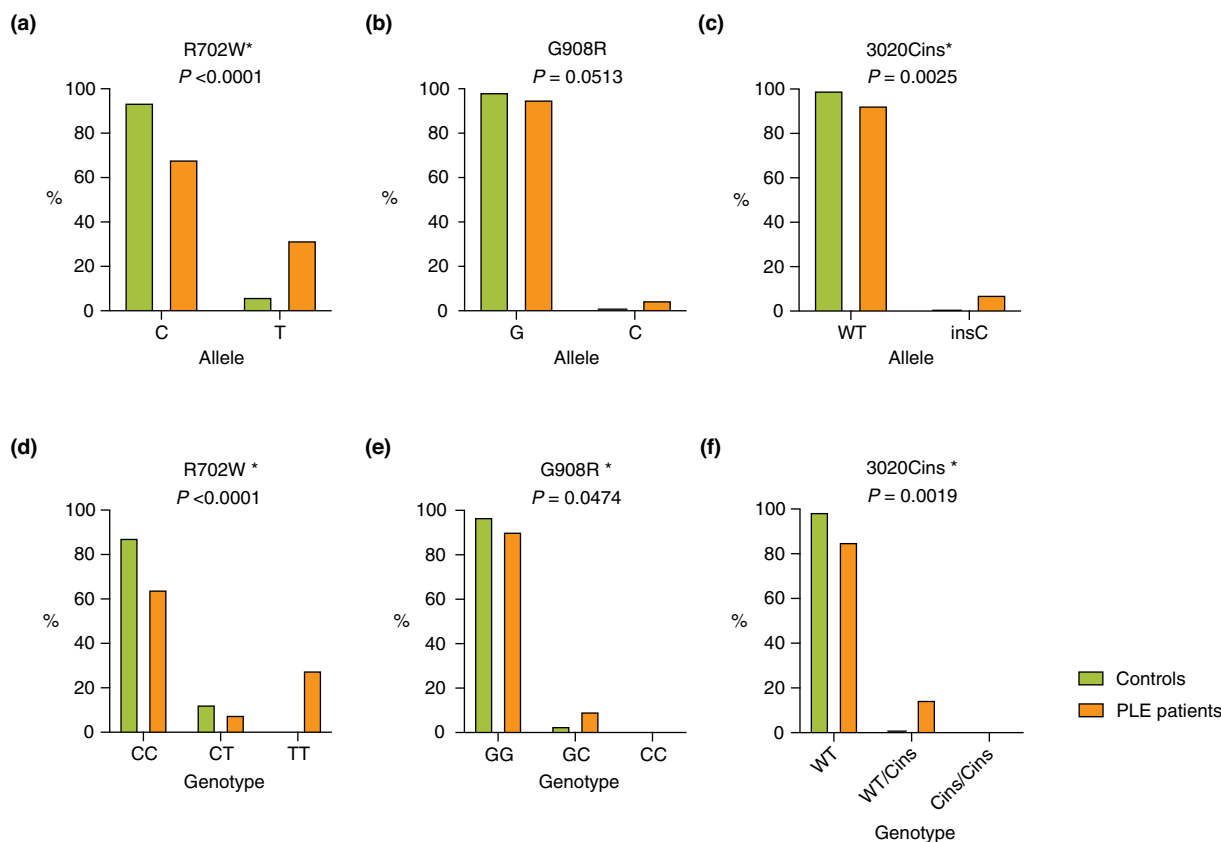 (a)
R702W*
P <0.0001
100
80
60
40
20
0
%
C T
Allele
(b)
G908R
P = 0.0513
100
80
60
40
20
0
%
G C
Allele
(c)
3020Cins*
P = 0.0025
100
80
60
40
20
0
%
WT insC
Allele
(d)
R702W *
P <0.0001
100
80
60
40
20
0
%
CC CT TT
Genotype
(e)
G908R *
P = 0.0474
100
80
60
40
20
0
%
GG GC CC
Genotype
(f)
3020Cins *
P = 0.0019
100
80
60
40
20
0
%
WT WT/Cins Cins/Cins
Genotype
Controls
PLE patients